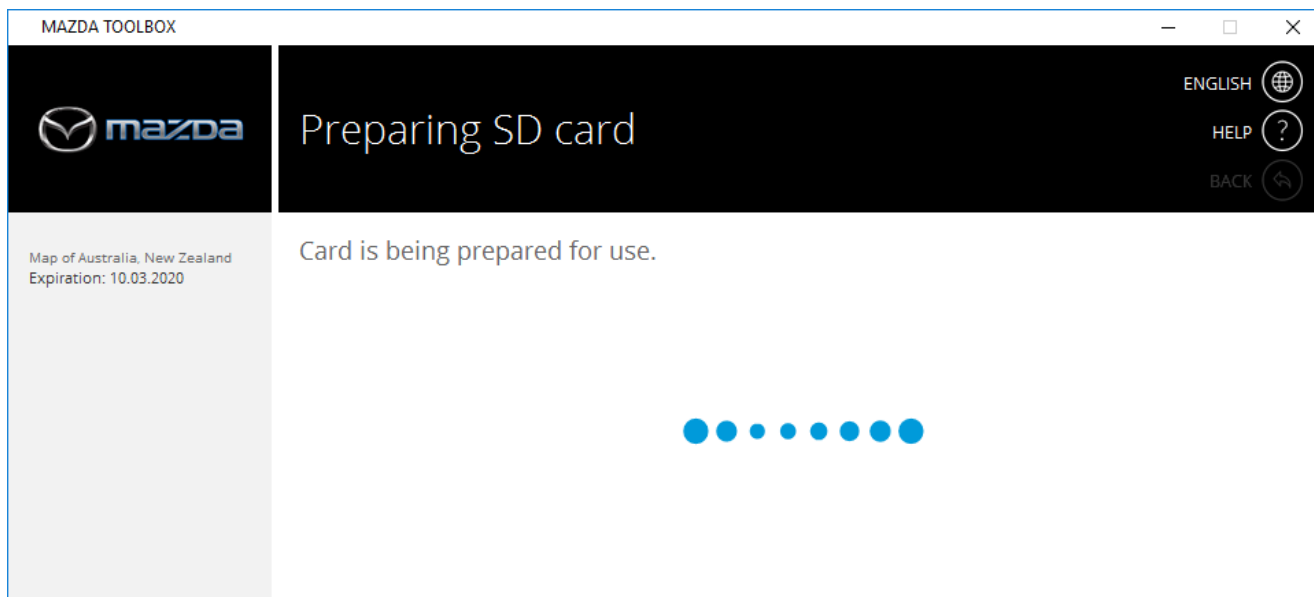 MAZDA TOOLBOX
mazda
Preparing SD card
ENGLISH
HELP
?
BACK
Map of Australia, New Zealand
Expiration: 10.03.2020
Card is being prepared for use.